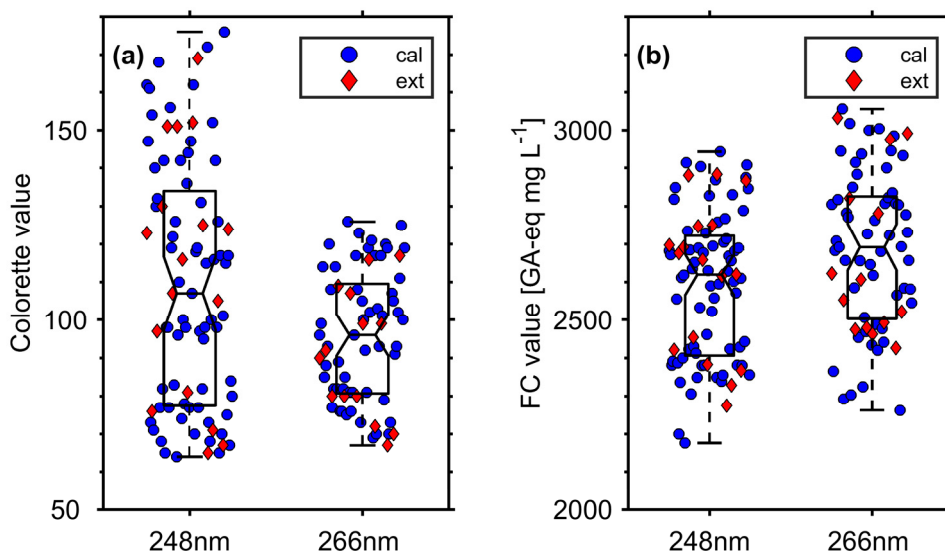 (a)
cal
ext
Colorette value
150
100
50
248nm
266nm
(b)
cal
ext
FC value [GA-eq mg L⁻¹]
3000
2500
2000
248nm
266nm